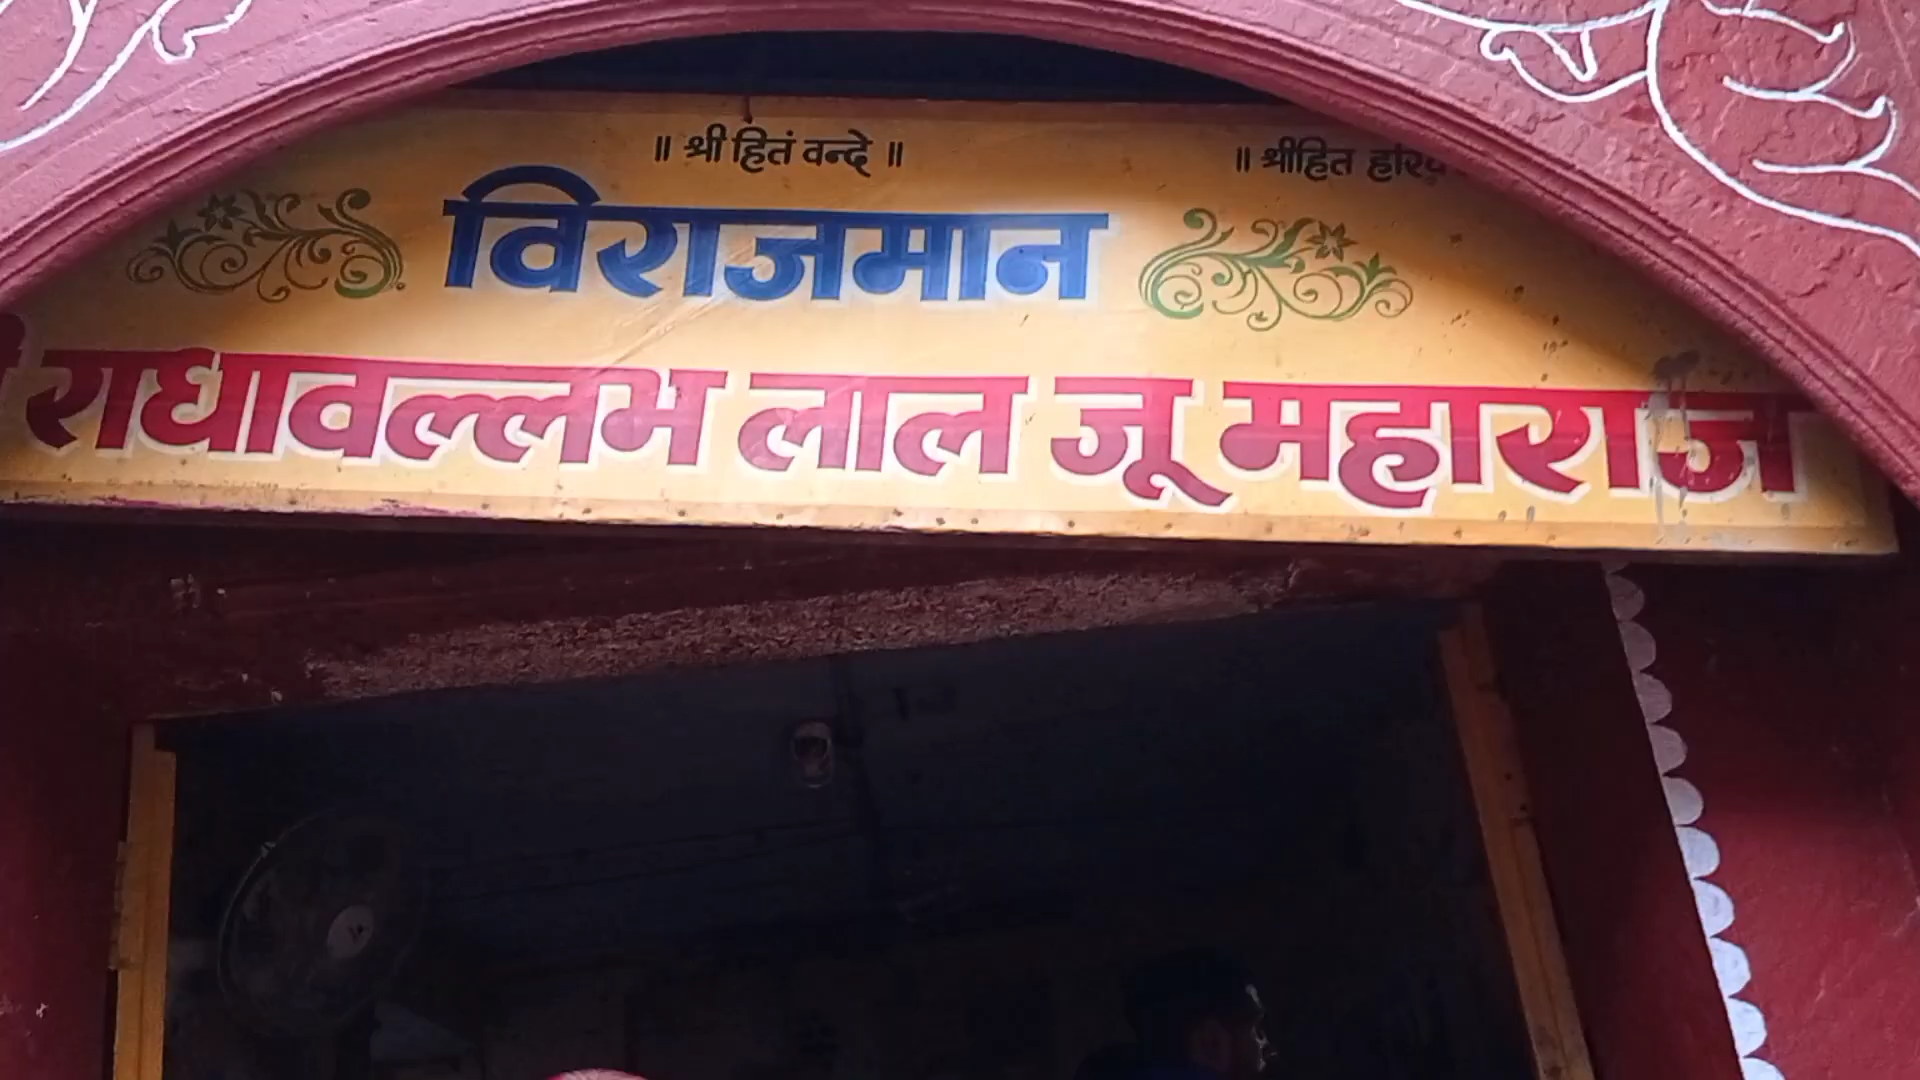 ॥ श्री हितं वन्दे ॥ ॥ श्रीहित
विराजमान
राधावल्लभ लाल जू महाराज